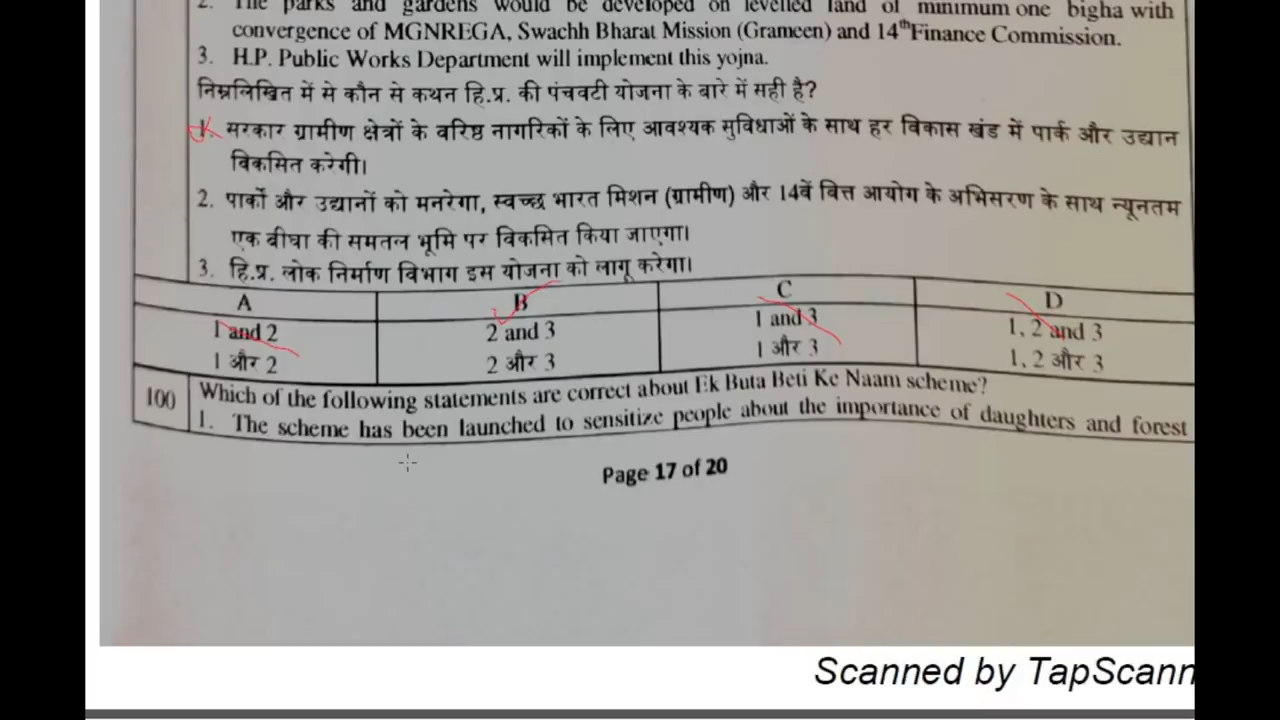 2. The parks and gardens would be developed on levelled land of minimum one bigha with
convergence of MGNREGA, Swachh Bharat Mission (Grameen) and 14thFinance Commission.
3. H.P. Public Works Department will implement this yojna.
निम्नलिखित में से कौन से कथन हि.प्र. की पंचवटी योजना के बारे में सही है?
1. सरकार ग्रामीण क्षेत्रों के वरिष्ठ नागरिकों के लिए आवश्यक सुविधाओं के साथ हर विकास खंड में पार्क और उद्यान
विकसित करेगी।
2. पार्कों और उद्यानों को मनरेगा, स्वच्छ भारत मिशन (ग्रामीण) और 14वें वित्त आयोग के अभिसरण के साथ न्यूनतम
एक बीघा की समतल भूमि पर विकसित किया जाएगा।
3. हि.प्र. लोक निर्माण विभाग इस योजना को लागू करेगा।
A B C D
1 and 2 2 and 3 1 and 3 1, 2 and 3
1 और 2 2 और 3 1 और 3 1, 2 और 3
100 Which of the following statements are correct about Ek Buta Beti Ke Naam scheme?
1. The scheme has been launched to sensitize people about the importance of daughters and forest
Page 17 of 20
Scanned by TapScann